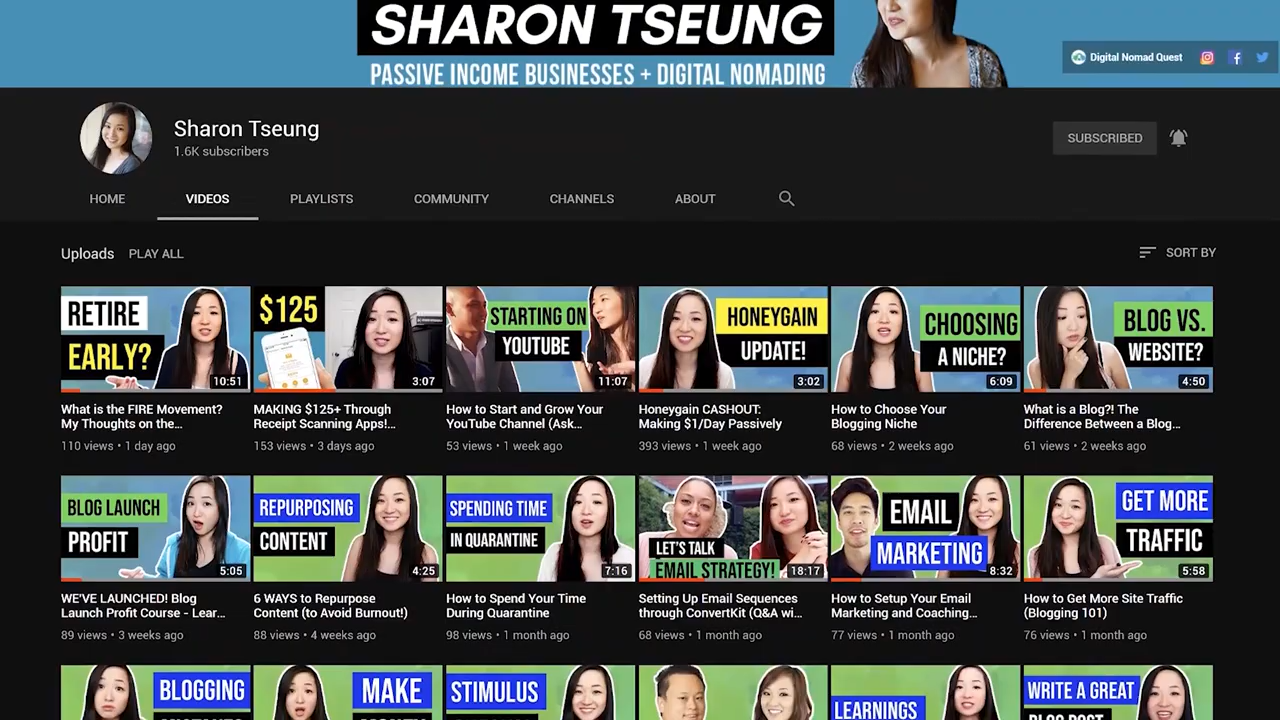 SHARON TSEUNG
PASSIVE INCOME BUSINESSES + DIGITAL NOMADING
Digital Nomad Quest
Sharon Tseung
1.6K subscribers
SUBSCRIBED
HOME VIDEOS PLAYLISTS COMMUNITY CHANNELS ABOUT
Uploads PLAY ALL
SORT BY
RETIRE
EARLY?
10:51
What is the FIRE Movement?
My Thoughts on the...
110 views • 1 day ago
$125
3:07
MAKING $125+ Through
Receipt Scanning Apps!...
153 views • 3 days ago
STARTING ON
YOUTUBE
11:07
How to Start and Grow Your
YouTube Channel (Ask...
53 views • 1 week ago
HONEYGAIN
UPDATE!
3:02
Honeygain CASHOUT:
Making $1/Day Passively
393 views • 1 week ago
CHOOSING
A NICHE?
6:09
How to Choose Your
Blogging Niche
68 views • 2 weeks ago
BLOG VS.
WEBSITE?
4:50
What is a Blog?! The
Difference Between a Blog...
61 views • 2 weeks ago
BLOG LAUNCH
PROFIT
5:05
WE'VE LAUNCHED! Blog
Launch Profit Course - Lear...
89 views • 3 weeks ago
REPURPOSING
CONTENT
4:25
6 WAYS to Repurpose
Content (to Avoid Burnout!)
88 views • 4 weeks ago
SPENDING TIME
IN QUARANTINE
7:16
How to Spend Your Time
During Quarantine
98 views • 1 month ago
LET'S TALK
EMAIL STRATEGY!
18:17
Setting Up Email Sequences
through ConvertKit (Q&A wi...
68 views • 1 month ago
EMAIL
MARKETING
8:32
How to Setup Your Email
Marketing and Coaching...
77 views • 1 month ago
GET MORE
TRAFFIC
5:58
How to Get More Site Traffic
(Blogging 101)
76 views • 1 month ago
BLOGGING
MAKE
STIMULUS
LEARNINGS
WRITE A GREAT
BLOG POST